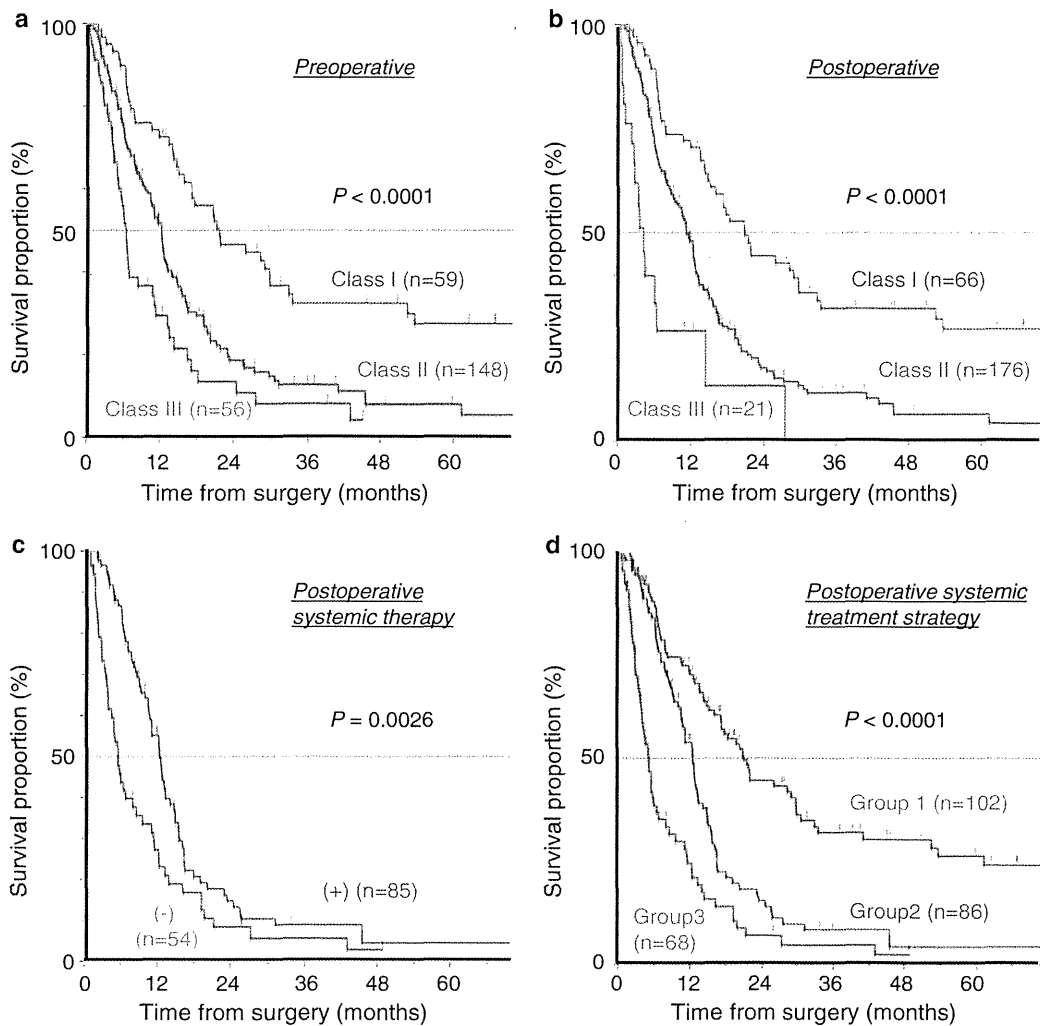 a
Preoperative
Survival proportion (%)
100
50
0
P < 0.0001
Class I (n=59)
Class II (n=148)
Class III (n=56)
0 12 24 36 48 60
Time from surgery (months)
b
Postoperative
Survival proportion (%)
100
50
0
P < 0.0001
Class I (n=66)
Class II (n=176)
Class III (n=21)
0 12 24 36 48 60
Time from surgery (months)
c
Postoperative
systemic therapy
Survival proportion (%)
100
50
0
P = 0.0026
(+) (n=85)
(-)
(n=54)
0 12 24 36 48 60
Time from surgery (months)
d
Postoperative systemic
treatment strategy
Survival proportion (%)
100
50
0
P < 0.0001
Group 1 (n=102)
Group2 (n=86)
Group3
(n=68)
0 12 24 36 48 60
Time from surgery (months)